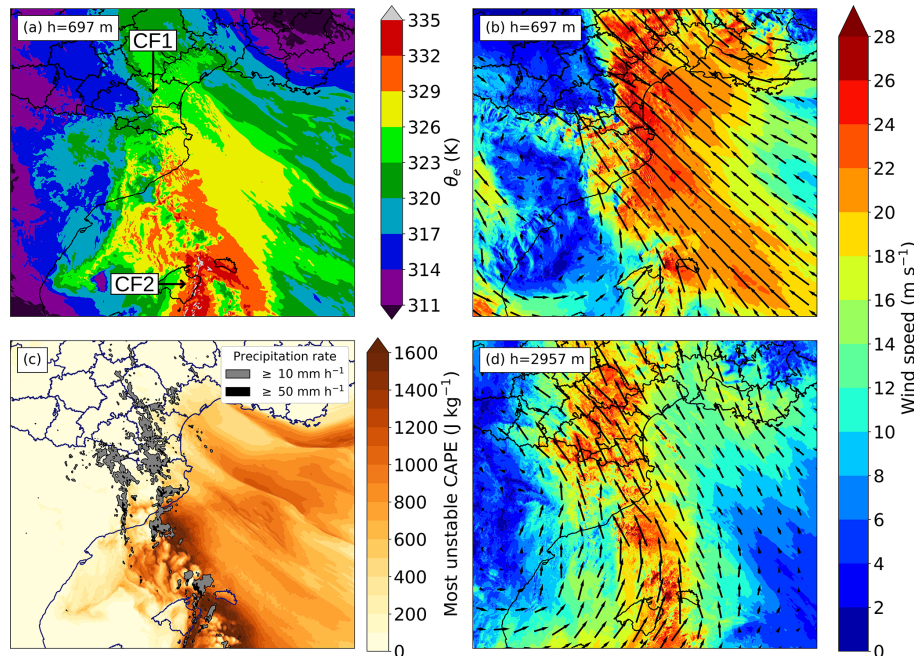 (a) h=697 m
CF1
CF2
335
332
329
326
323
320
317
314
311
θe (K)
(b) h=697 m
28
26
24
22
20
18
16
14
12
10
8
6
4
2
0
Wind speed (m s⁻¹)
(c)
Precipitation rate
≥ 10 mm h⁻¹
≥ 50 mm h⁻¹
1600
1400
1200
1000
800
600
400
200
0
Most unstable CAPE (J kg⁻¹)
(d) h=2957 m